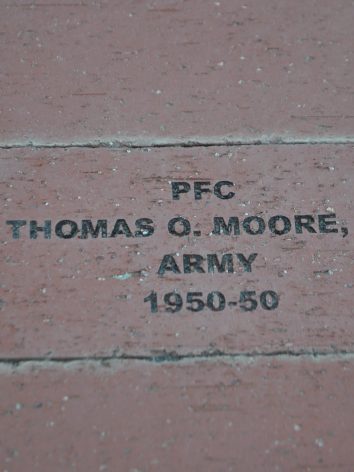 PFC
THOMAS O. MOORE,
ARMY
1950-50